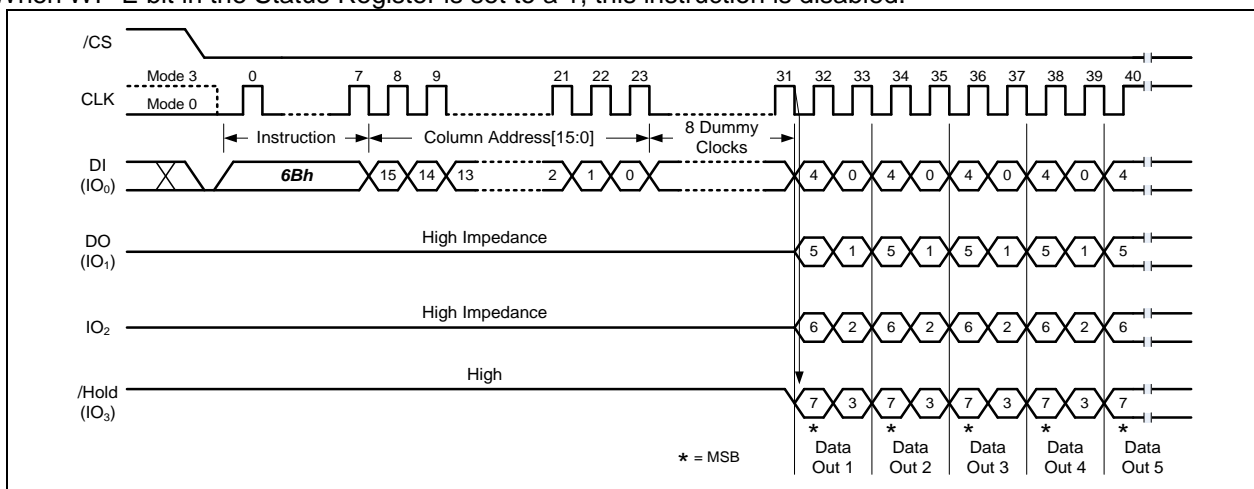 When WP-E bit in the Status Register is set to a 1, this instruction is disabled.
/CS
Mode 3 0 7 8 9 21 22 23 31 32 33 34 35 36 37 38 39 40
CLK
Mode 0
Instruction Column Address[15:0] 8 Dummy Clocks
DI (IO₀) 6Bh 15 14 13 2 1 0 4 0 4 0 4 0 4 0 4
DO (IO₁) High Impedance 5 1 5 1 5 1 5 1 5
IO₂ High Impedance 6 2 6 2 6 2 6 2 6
/Hold (IO₃) High 7 3 7 3 7 3 7 3 7
* * * * *
* = MSB
Data Out 1 Data Out 2 Data Out 3 Data Out 4 Data Out 5